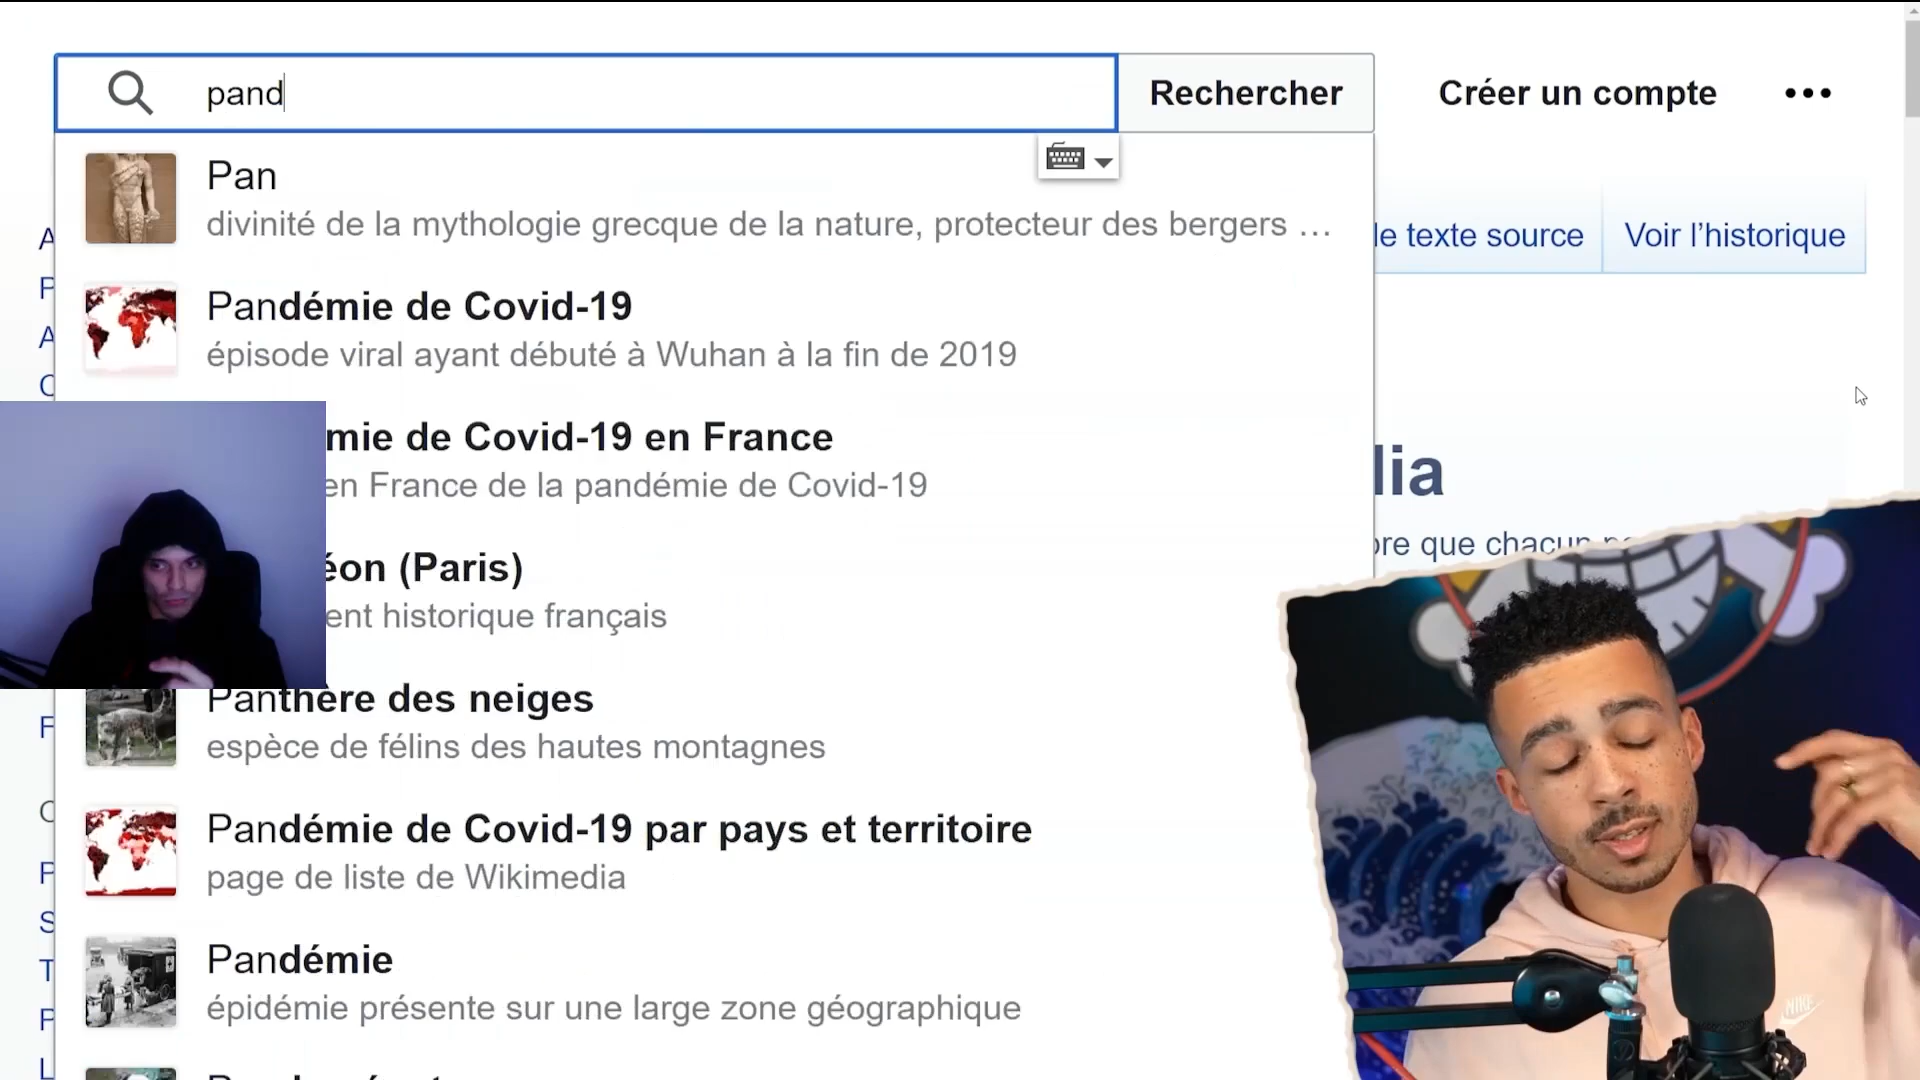 pand
Rechercher
Créer un compte
Pan
divinité de la mythologie grecque de la nature, protecteur des bergers …
le texte source
Voir l’historique
Pandémie de Covid-19
épisode viral ayant débuté à Wuhan à la fin de 2019
mie de Covid-19 en France
en France de la pandémie de Covid-19
lia
éon (Paris)
ent historique français
que chacun
Panthère des neiges
espèce de félins des hautes montagnes
Pandémie de Covid-19 par pays et territoire
page de liste de Wikimedia
Pandémie
épidémie présente sur une large zone géographique
NIKE